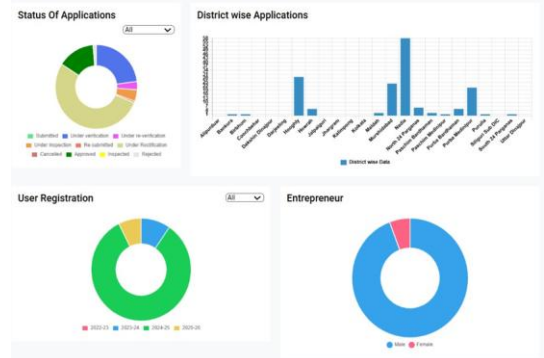 Status Of Applications
All
Submitted Under verification Under re-verification
Under Inspection Re-submitted Under Rectification
Canceled Approved Inspected Rejected
District wise Applications
Alipurduar
Bankura
Birbhum
Coochbehar
Dakshin Dinajpur
Darjeeling
Hooghly
Howrah
Jalpaiguri
Jhargram
Kalimpong
Kolkata
Maldah
Murshidabad
Nadia
North 24 Parganas
Paschim Bardhaman
Paschim Medinipur
Purba Bardhaman
Purba Medinipur
Purulia
Siliguri Sub DIC
South 24 Parganas
Uttar Dinajpur
District wise Data
User Registration
All
2022-23 2023-24 2024-25 2025-26
Entrepreneur
Male Female